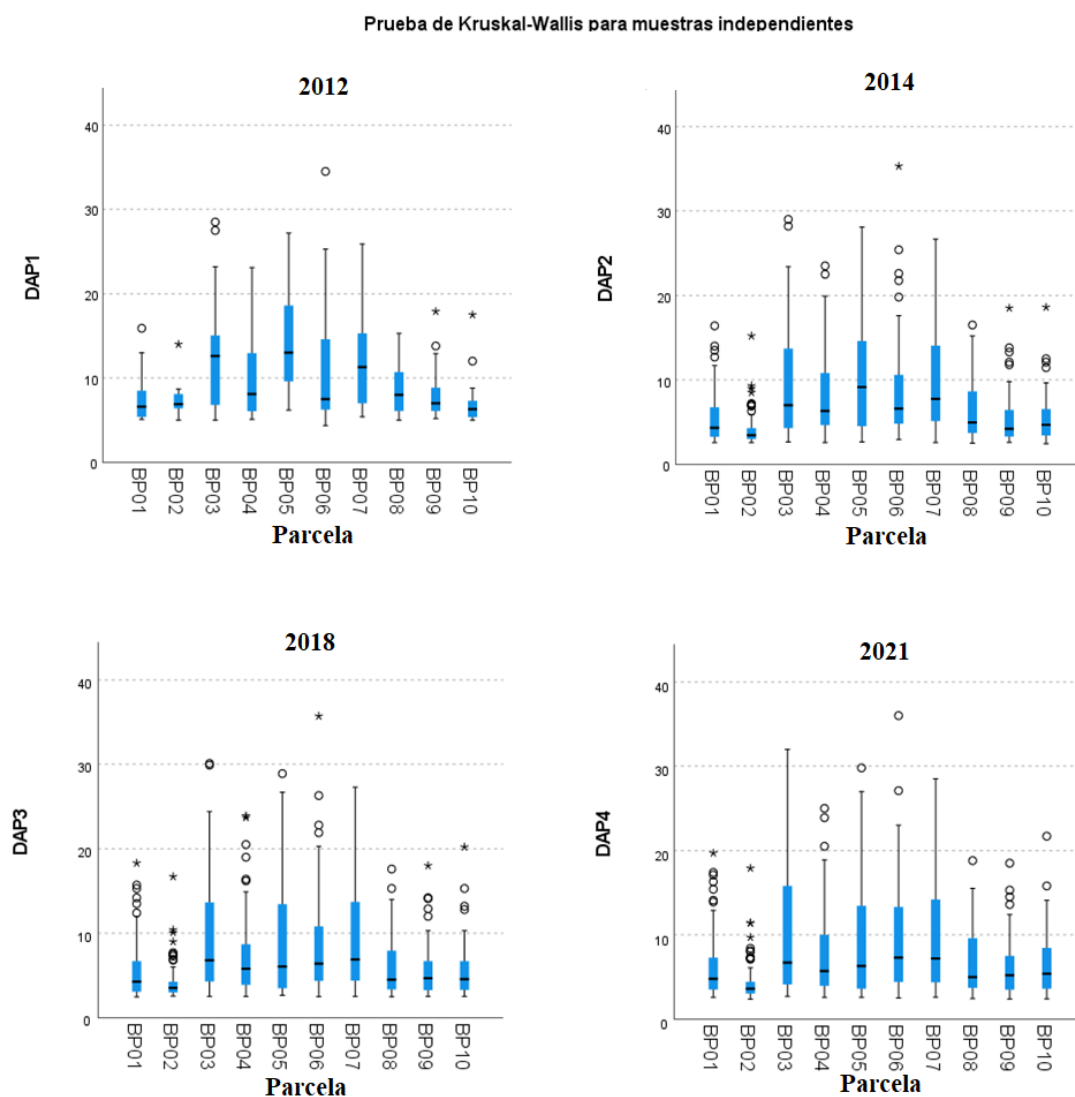 Prueba de Kruskal-Wallis para muestras independientes
2012
DAP1
40
30
20
10
0
BP01 BP02 BP03 BP04 BP05 BP06 BP07 BP08 BP09 BP10
Parcela
2014
DAP2
40
30
20
10
0
BP01 BP02 BP03 BP04 BP05 BP06 BP07 BP08 BP09 BP10
Parcela
2018
DAP3
40
30
20
10
0
BP01 BP02 BP03 BP04 BP05 BP06 BP07 BP08 BP09 BP10
Parcela
2021
DAP4
40
30
20
10
0
BP01 BP02 BP03 BP04 BP05 BP06 BP07 BP08 BP09 BP10
Parcela